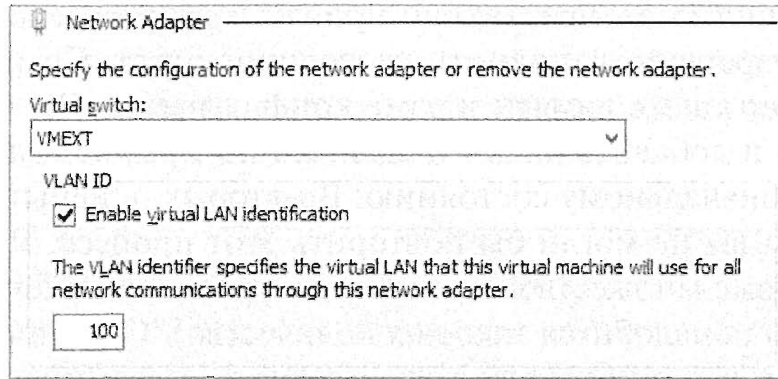 Network Adapter
Specify the configuration of the network adapter or remove the network adapter.
Virtual switch:
VMEXT
VLAN ID
Enable virtual LAN identification
The VLAN identifier specifies the virtual LAN that this virtual machine will use for all
network communications through this network adapter.
100